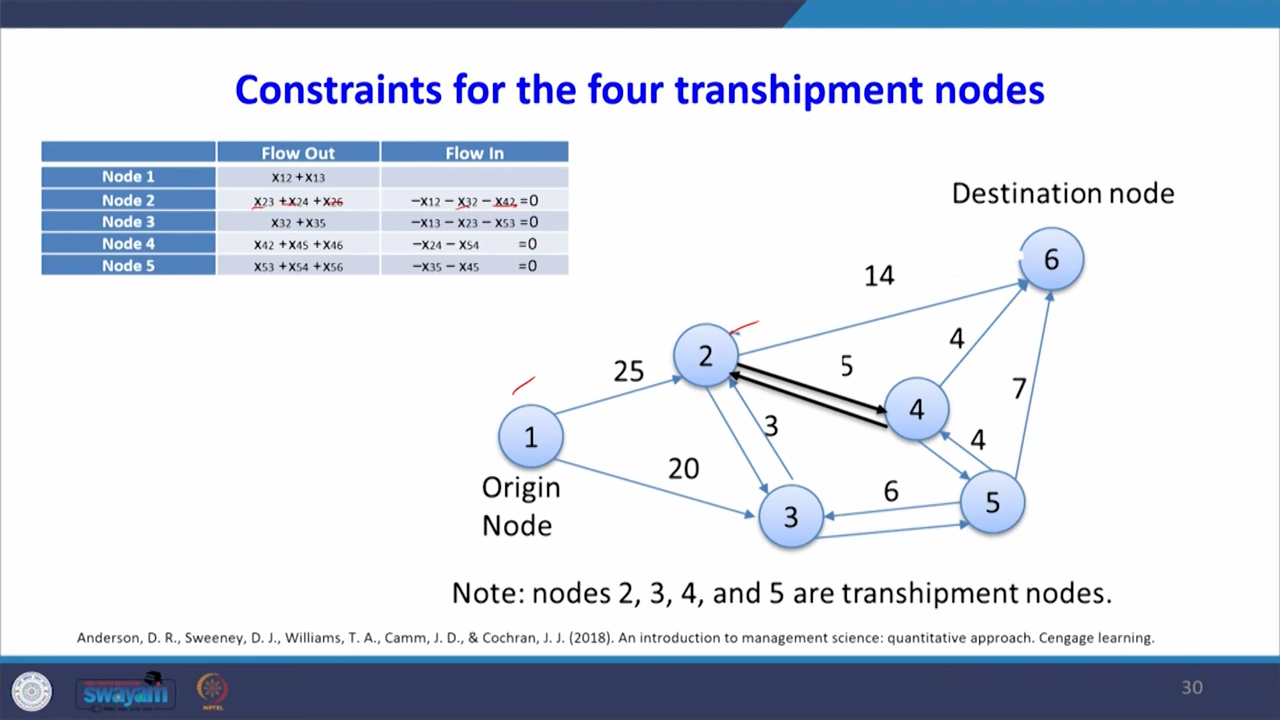 Constraints for the four transhipment nodes
Flow Out Flow In
Node 1 x12 +x13
Node 2 x23 +x24 +x26 −x12 − x32 − x42 =0
Node 3 x32 +x35 −x13 − x23 − x53 =0
Node 4 x42 +x45 +x46 −x24 − x54 =0
Node 5 x53 +x54 +x56 −x35 − x45 =0
Destination node
6
14
4
2
5
25
7
4
1
3
4
20
Origin
Node
6
5
3
Note: nodes 2, 3, 4, and 5 are transhipment nodes.
Anderson, D. R., Sweeney, D. J., Williams, T. A., Camm, J. D., & Cochran, J. J. (2018). An introduction to management science: quantitative approach. Cengage learning.
swayam
NPTEL
30